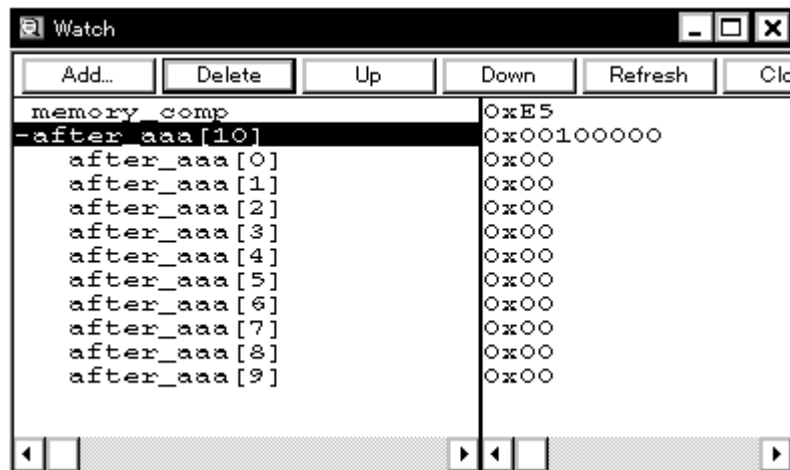 Watch
Add... Delete Up Down Refresh Clo
memory_comp 0xE5
-after_aaa[10] 0x00100000
after_aaa[0] 0x00
after_aaa[1] 0x00
after_aaa[2] 0x00
after_aaa[3] 0x00
after_aaa[4] 0x00
after_aaa[5] 0x00
after_aaa[6] 0x00
after_aaa[7] 0x00
after_aaa[8] 0x00
after_aaa[9] 0x00